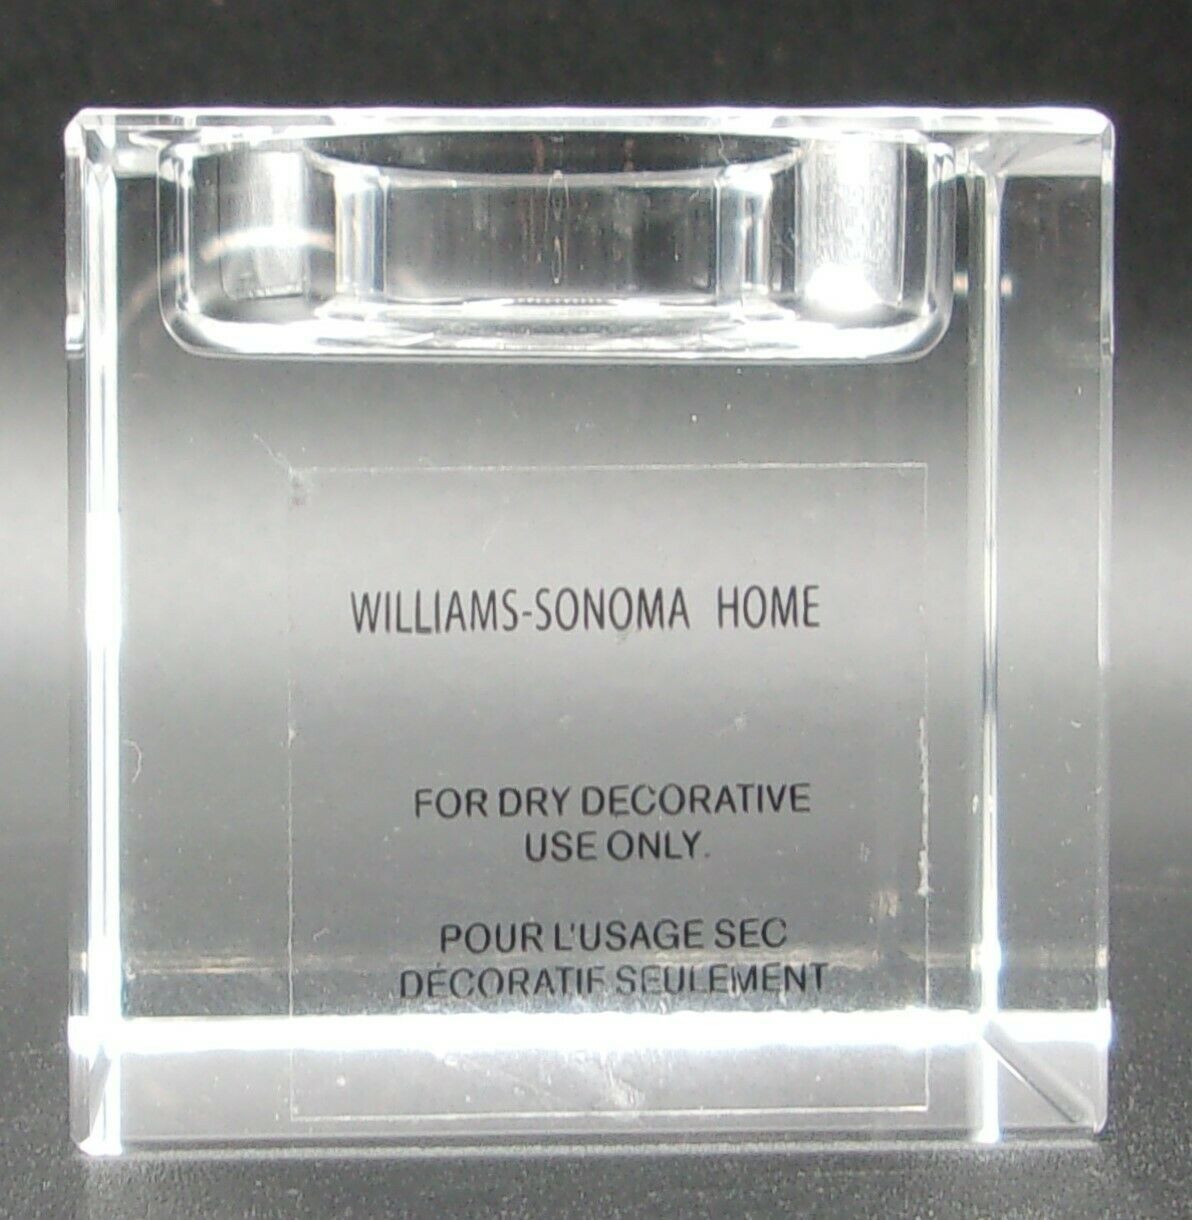 WILLIAMS-SONOMA HOME
FOR DRY DECORATIVE
USE ONLY.
POUR L'USAGE SEC
DÉCORATIF SEULEMENT